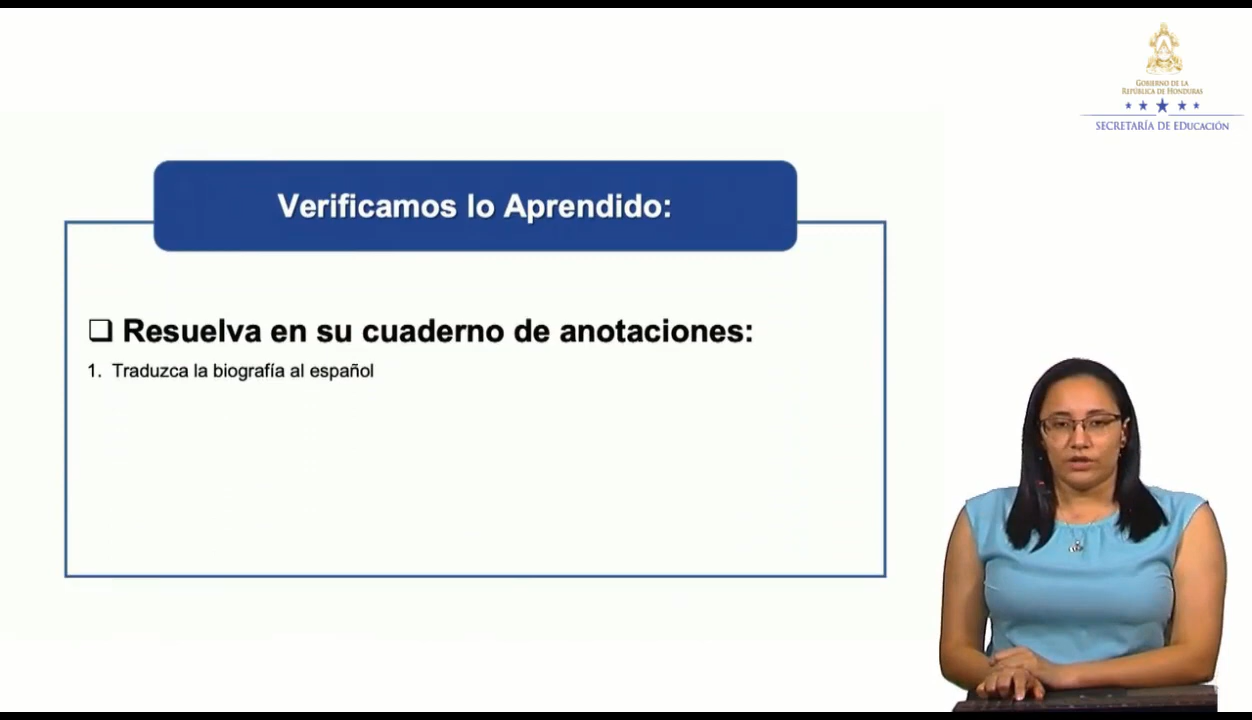 GOBIERNO DE LA
REPÚBLICA DE HONDURAS
SECRETARÍA DE EDUCACIÓN
Verificamos lo Aprendido:
Resuelva en su cuaderno de anotaciones:
1. Traduzca la biografía al español